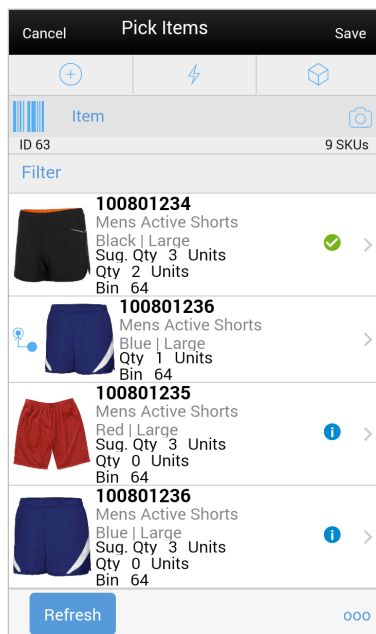 Cancel Pick Items Save
Item
ID 63 9 SKUs
Filter
100801234
Mens Active Shorts
Black | Large
Sug. Qty 3 Units
Qty 2 Units
Bin 64
100801236
Mens Active Shorts
Blue | Large
Qty 1 Units
Bin 64
100801235
Mens Active Shorts
Red | Large
Sug. Qty 3 Units
Qty 0 Units
Bin 64
100801236
Mens Active Shorts
Blue | Large
Sug. Qty 3 Units
Qty 0 Units
Bin 64
Refresh ooo